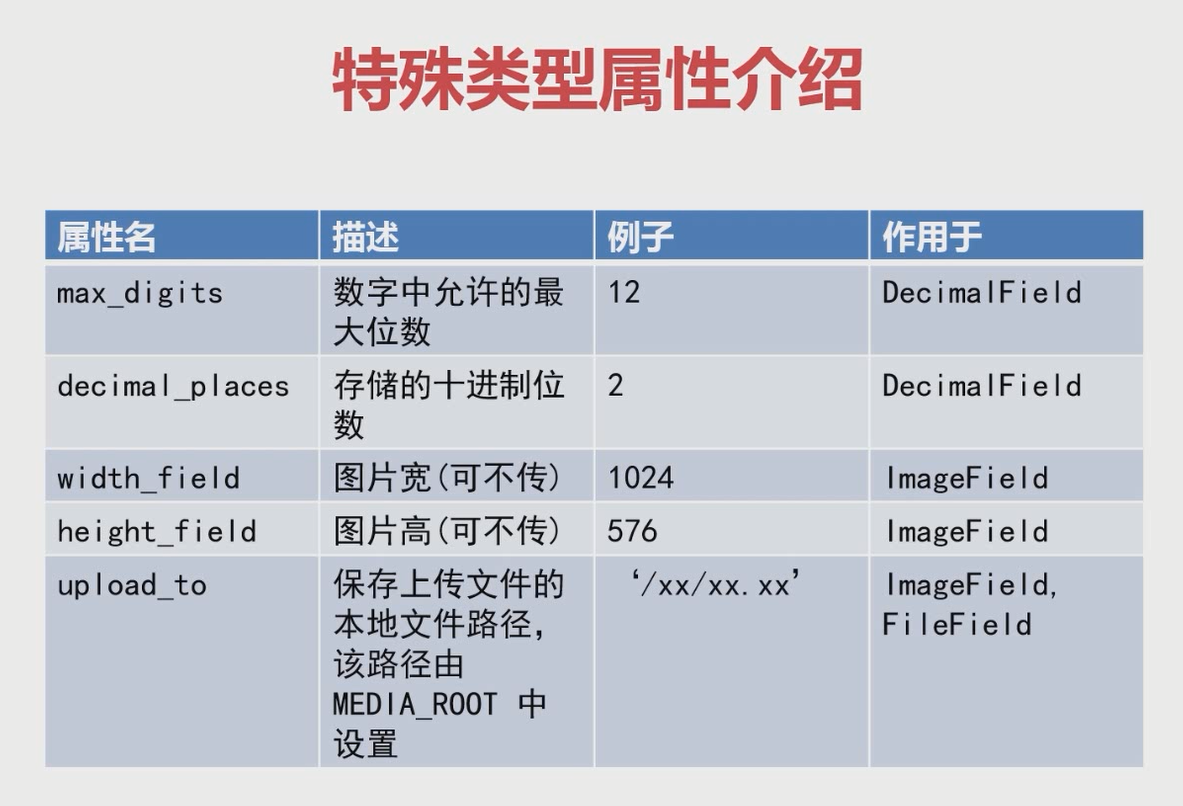 特殊类型属性介绍
属性名 描述 例子 作用于
max_digits 数字中允许的最 12 DecimalField
大位数
decimal_places 存储的十进制位 2 DecimalField
数
width_field 图片宽(可不传) 1024 ImageField
height_field 图片高(可不传) 576 ImageField
upload_to 保存上传文件的 ‘/xx/xx.xx’ ImageField,
本地文件路径, FileField
该路径由
MEDIA_ROOT 中
设置